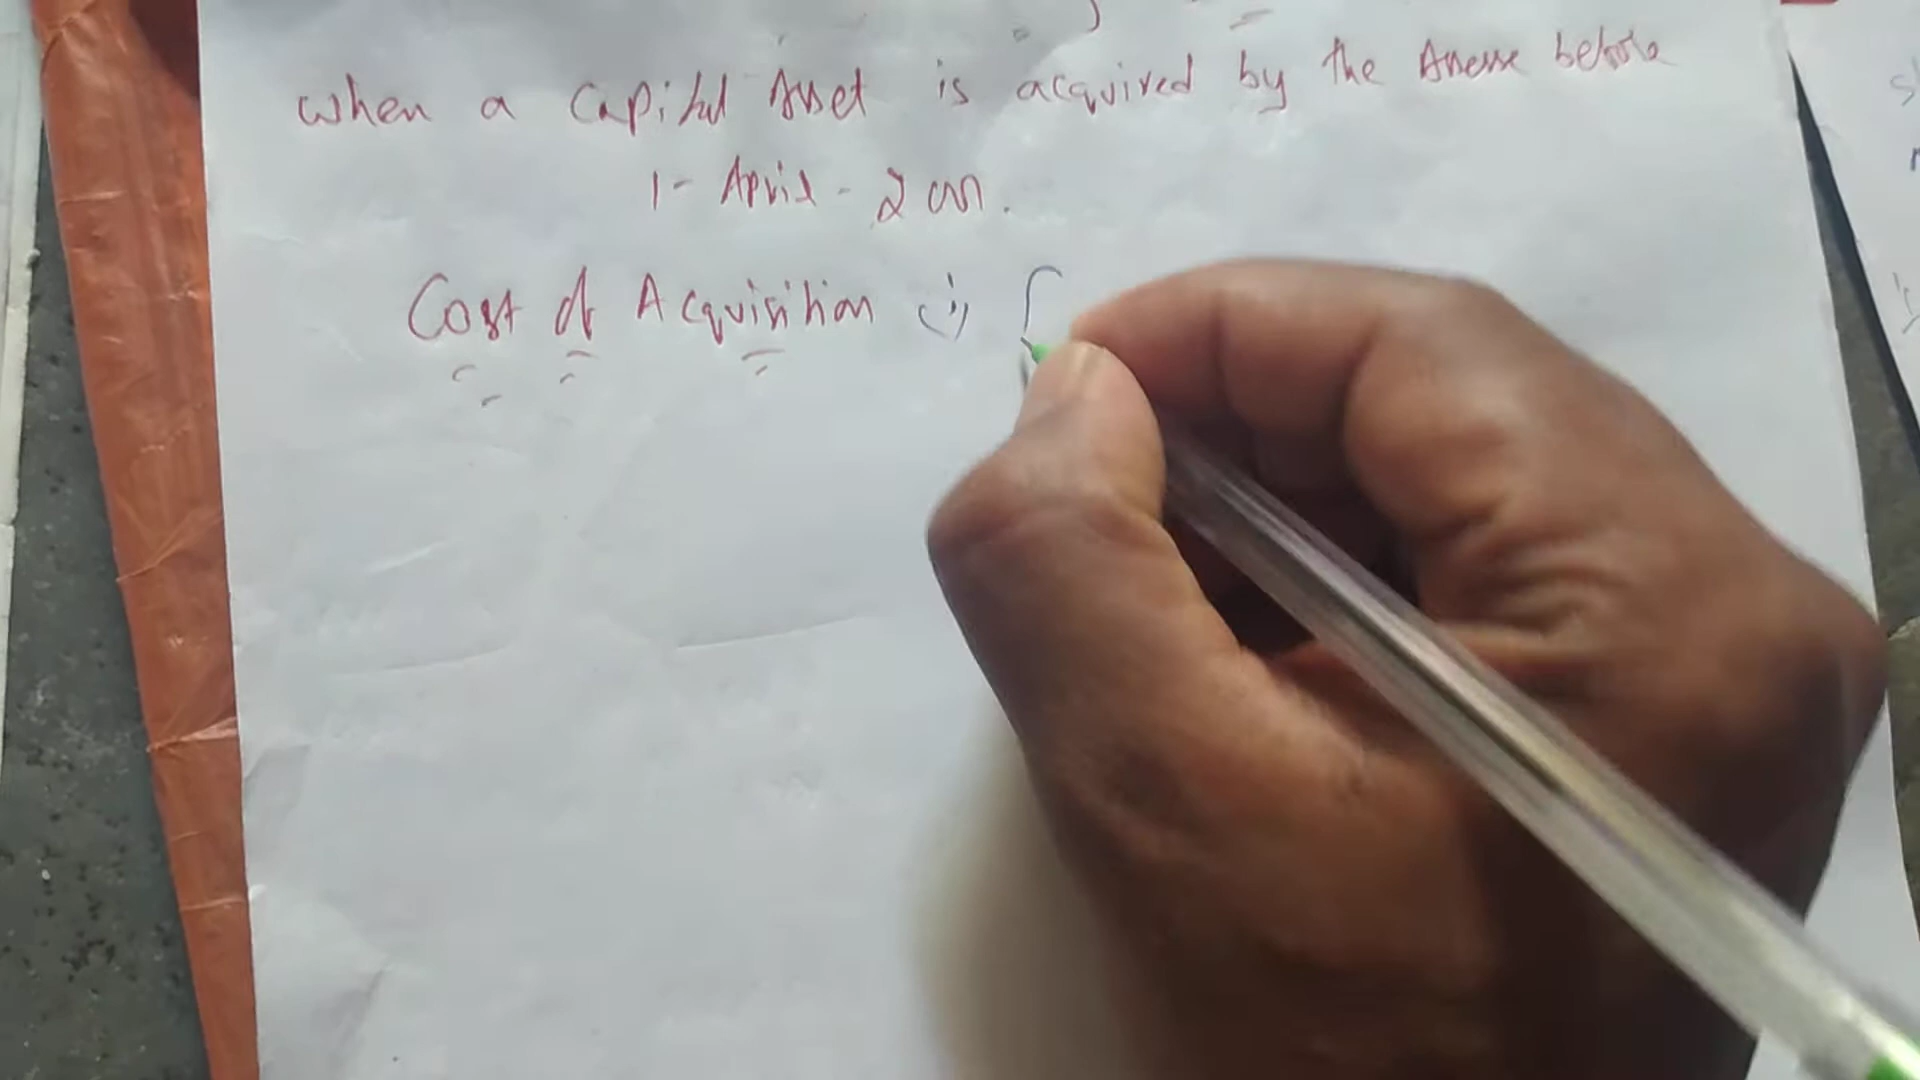 when a Capital Asset is acquired by the Assesse before
1- April - 2001.
Cost of Acquisition